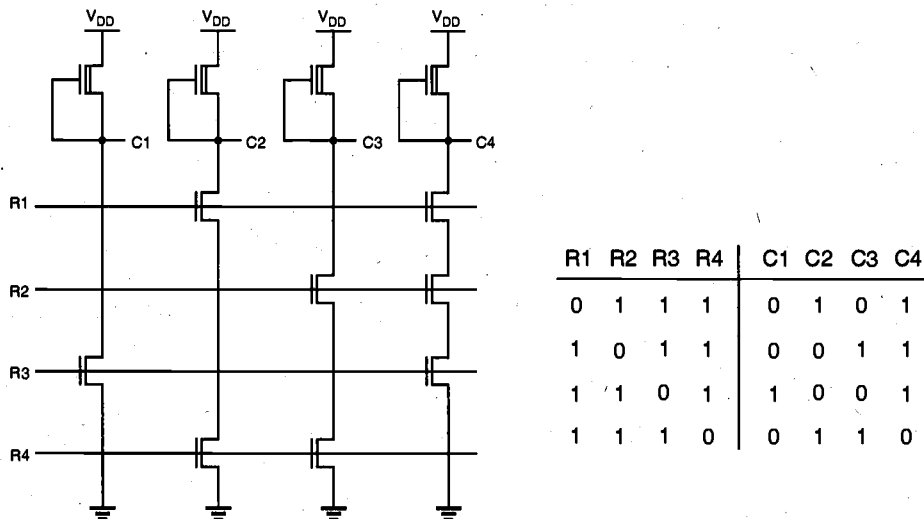 VDD VDD VDD VDD
C1 C2 C3 C4
R1
R2
R3
R4
R1 R2 R3 R4 C1 C2 C3 C4
0 1 1 1 0 1 0 1
1 0 1 1 0 0 1 1
1 1 0 1 1 0 0 1
1 1 1 0 0 1 1 0